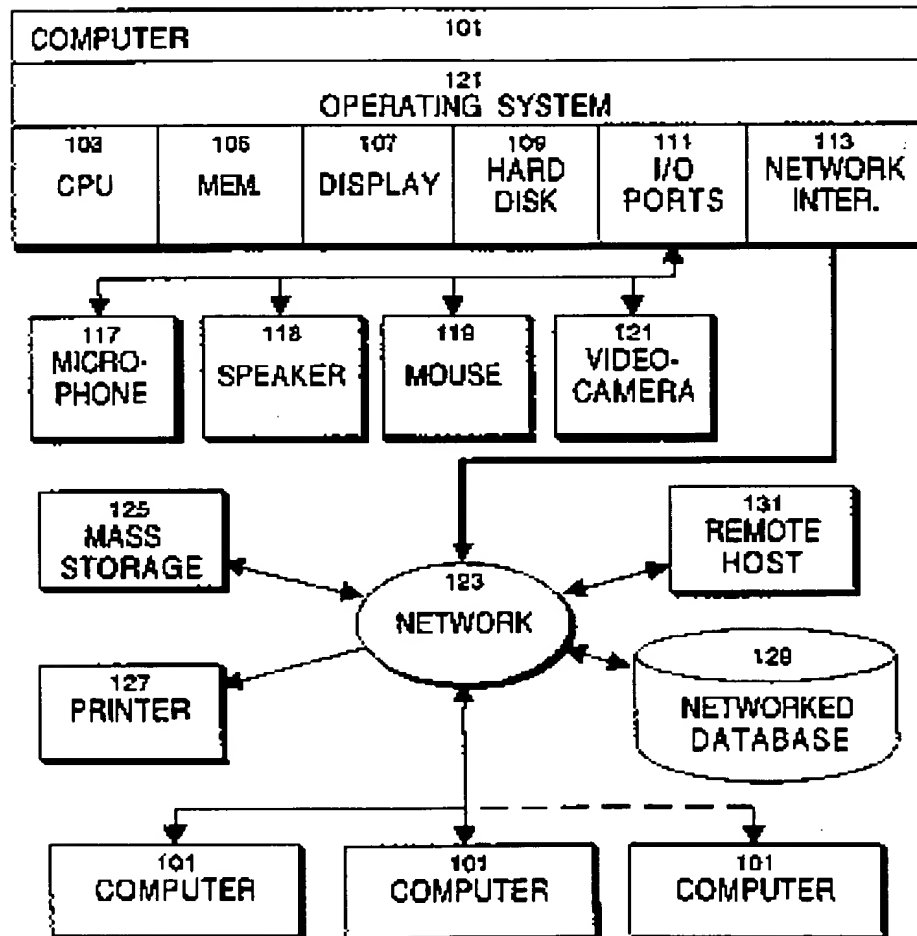 COMPUTER 101
121
OPERATING SYSTEM
103 105 107 109 111 113
CPU MEM. DISPLAY HARD DISK I/O PORTS NETWORK INTER.
117
MICRO-
PHONE
118
SPEAKER
119
MOUSE
121
VIDEO-
CAMERA
125
MASS
STORAGE
131
REMOTE
HOST
123
NETWORK
127
PRINTER
129
NETWORKED
DATABASE
101
COMPUTER
101
COMPUTER
101
COMPUTER